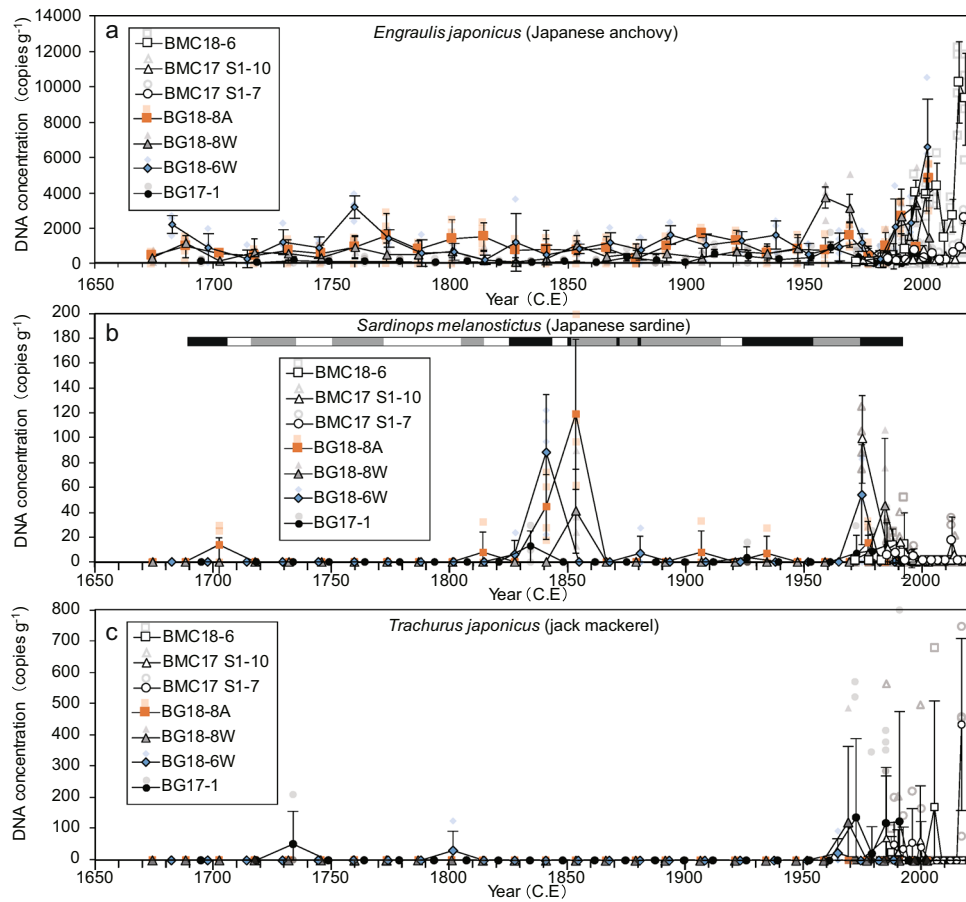 a
Engraulis japonicus (Japanese anchovy)
DNA concentration (copies g-1)
14000
12000
10000
8000
6000
4000
2000
0
BMC18-6
BMC17 S1-10
BMC17 S1-7
BG18-8A
BG18-8W
BG18-6W
BG17-1
1650
1700
1750
1800
1850
1900
1950
2000
Year (C.E)
b
Sardinops melanostictus (Japanese sardine)
DNA concentration (copies g-1)
200
180
160
140
120
100
80
60
40
20
0
BMC18-6
BMC17 S1-10
BMC17 S1-7
BG18-8A
BG18-8W
BG18-6W
BG17-1
1650
1700
1750
1800
1850
1900
1950
2000
Year (C.E)
c
Trachurus japonicus (jack mackerel)
DNA concentration (copies g-1)
800
700
600
500
400
300
200
100
0
BMC18-6
BMC17 S1-10
BMC17 S1-7
BG18-8A
BG18-8W
BG18-6W
BG17-1
1650
1700
1750
1800
1850
1900
1950
2000
Year (C.E)